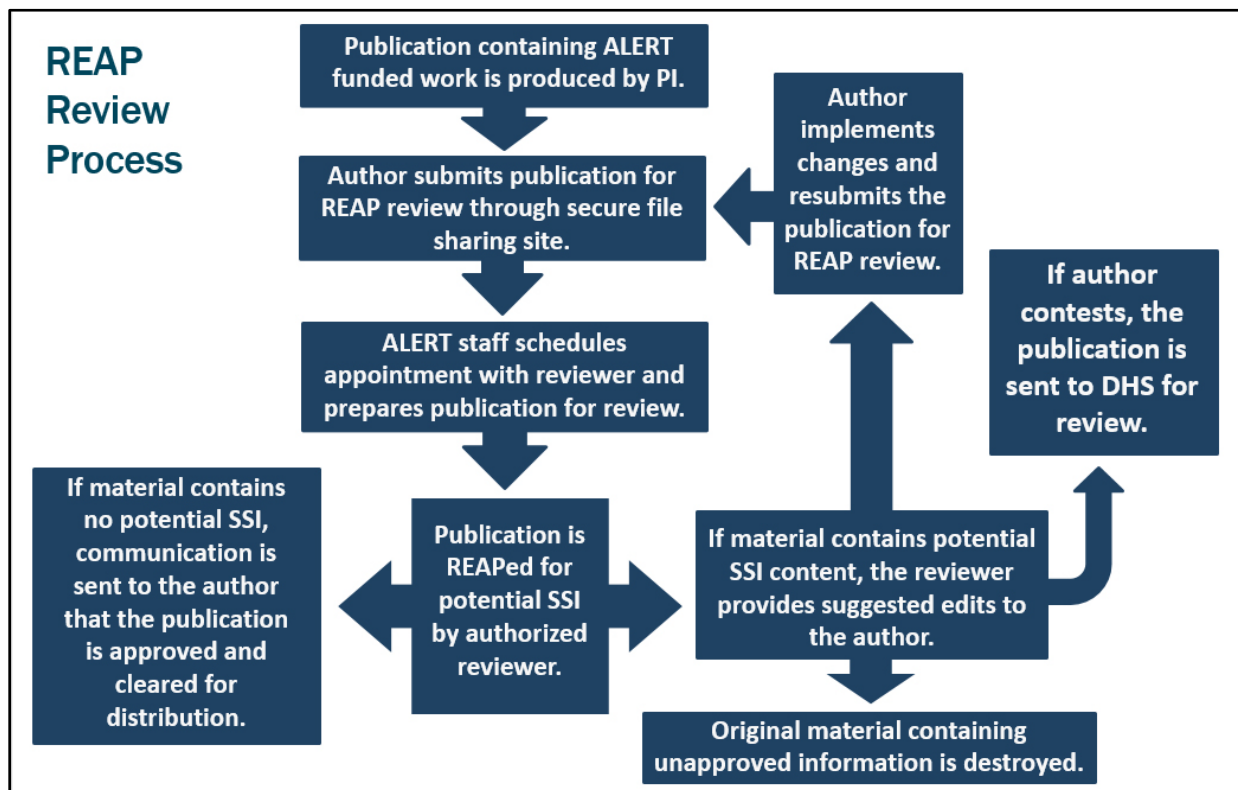 REAP
Review
Process
Publication containing ALERT
funded work is produced by PI.
Author submits publication for
REAP review through secure file
sharing site.
ALERT staff schedules
appointment with reviewer and
prepares publication for review.
Publication is
REAPed for
potential SSI
by authorized
reviewer.
If material contains
no potential SSI,
communication is
sent to the author
that the publication
is approved and
cleared for
distribution.
If material contains potential
SSI content, the reviewer
provides suggested edits to
the author.
Author
implements
changes and
resubmits the
publication for
REAP review.
If author
contests, the
publication is
sent to DHS for
review.
Original material containing
unapproved information is destroyed.